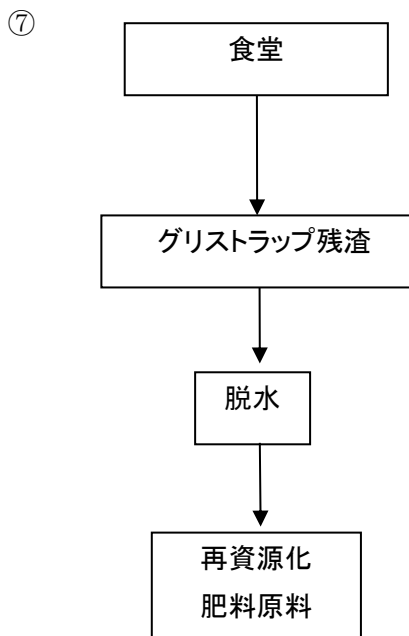 ⑦
食堂
グリストラップ残渣
脱水
再資源化
肥料原料